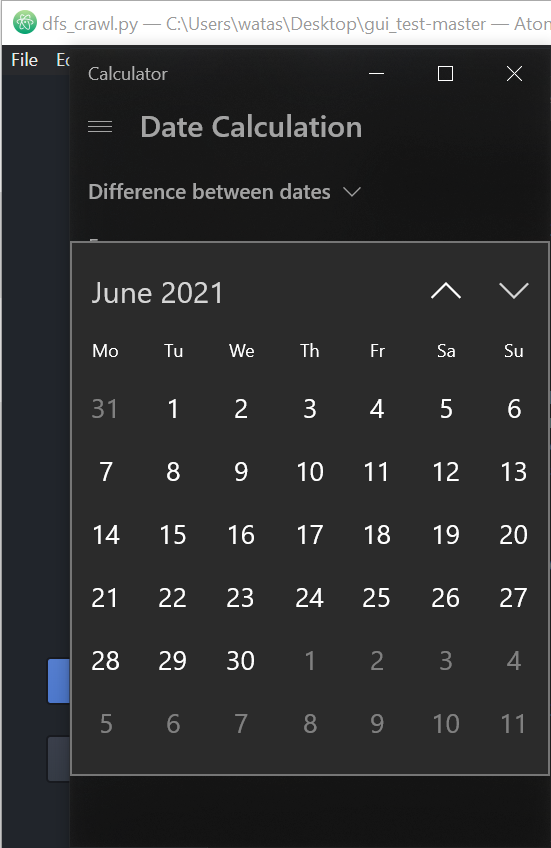 dfs_crawl.py — C:\Users\watas\Desktop\gui_test-master — Atom
File
Calculator
Date Calculation
Difference between dates
June 2021
Mo Tu We Th Fr Sa Su
31 1 2 3 4 5 6
7 8 9 10 11 12 13
14 15 16 17 18 19 20
21 22 23 24 25 26 27
28 29 30 1 2 3 4
5 6 7 8 9 10 11